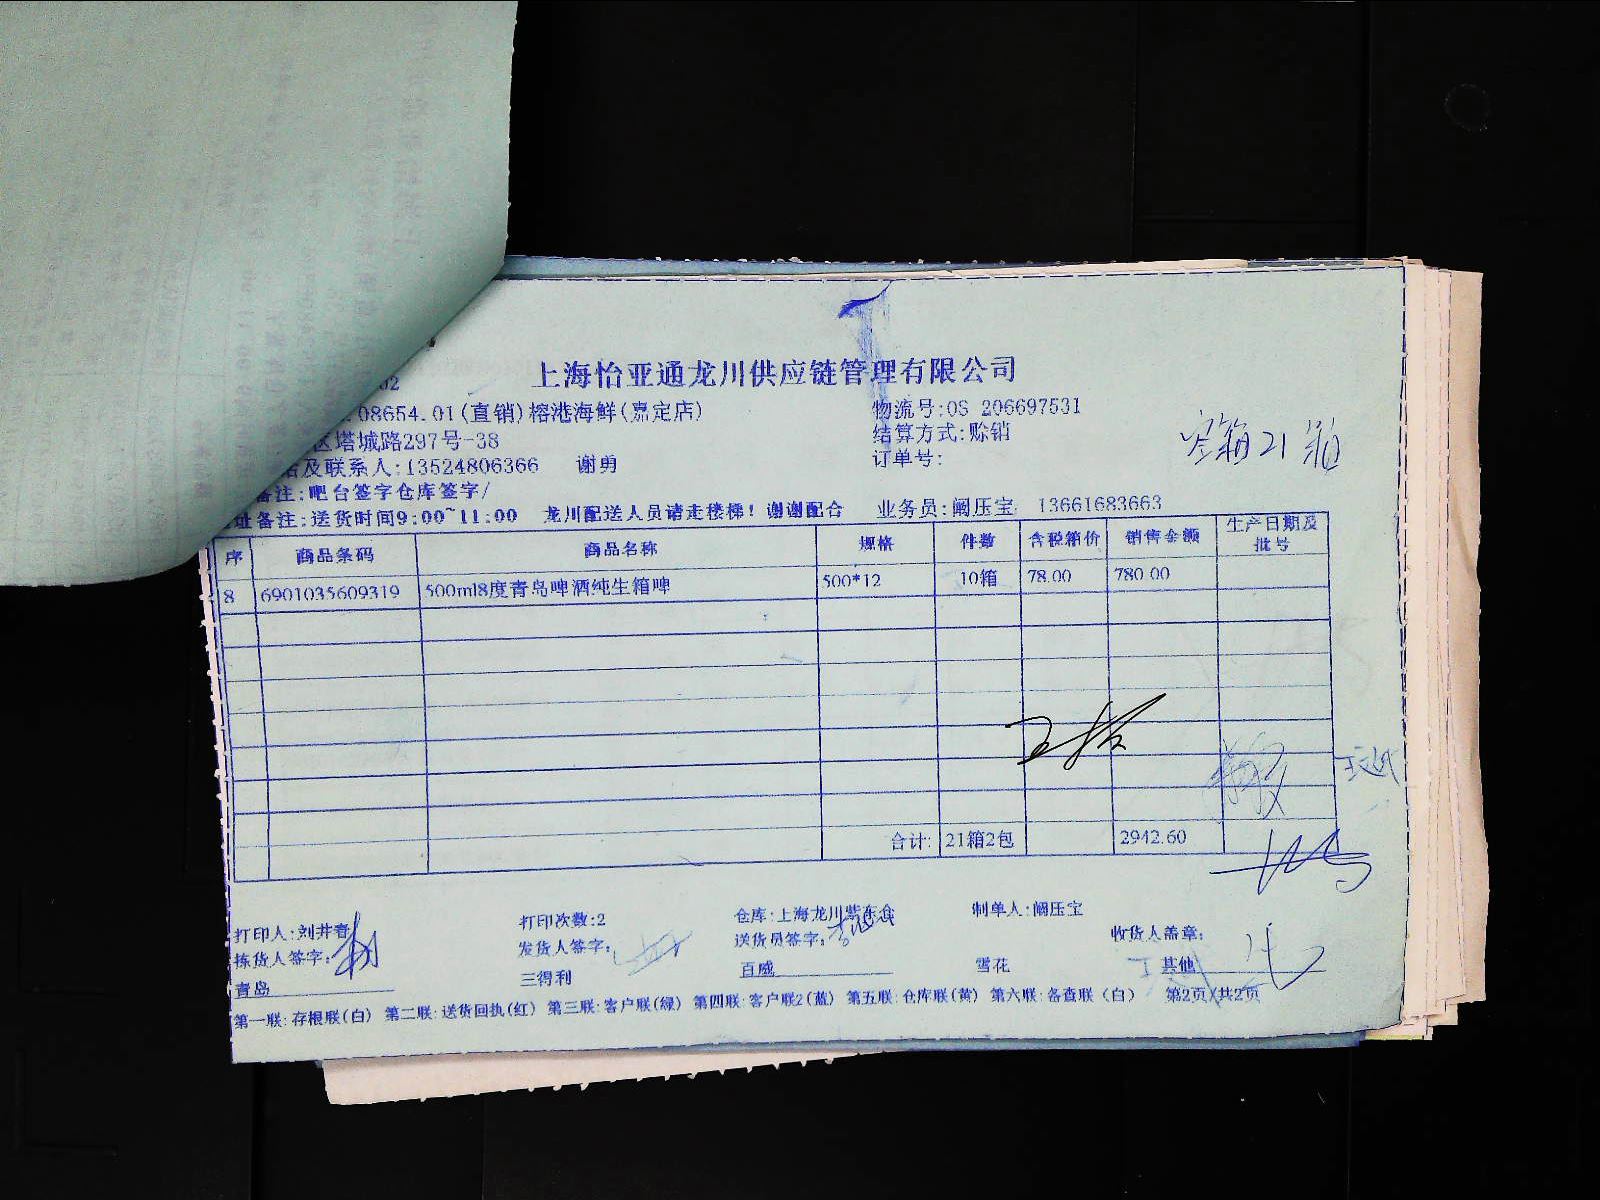 上海怡亚通龙川供应链管理有限公司
02
08654.01(直销)榕港海鲜(嘉定店) 物流号:OS 206697531
区塔城路297号-38 结算方式:赊销
及联系人:13524806366 谢剪 订单号:
空箱21箱
备注:吧台签字仓库签字/
址备注:送货时间9:00~11:00 龙川配送人员请走楼梯! 谢谢配合 业务员:阚压宝 13661683663
序 商品条码 商品名称 规格 件数 含税箱价 销售金额 生产日期及批号
8 6901035609319 500ml8度青岛啤酒纯生箱啤 500*12 10箱 78.00 780.00
合计: 21箱2包 2942.60
打印人:刘井春 打印次数:2 仓库:上海龙川 制单人:阚压宝
拣货人签字: 发货人签字: 送货员签字: 收货人盖章:
青岛 三得利 百威 雪花 其他
第一联:存根联(白) 第二联:送货回执(红) 第三联:客户联(绿) 第四联:客户联2(蓝) 第五联:仓库联(黄) 第六联:备查联(白) 第2页/共2页